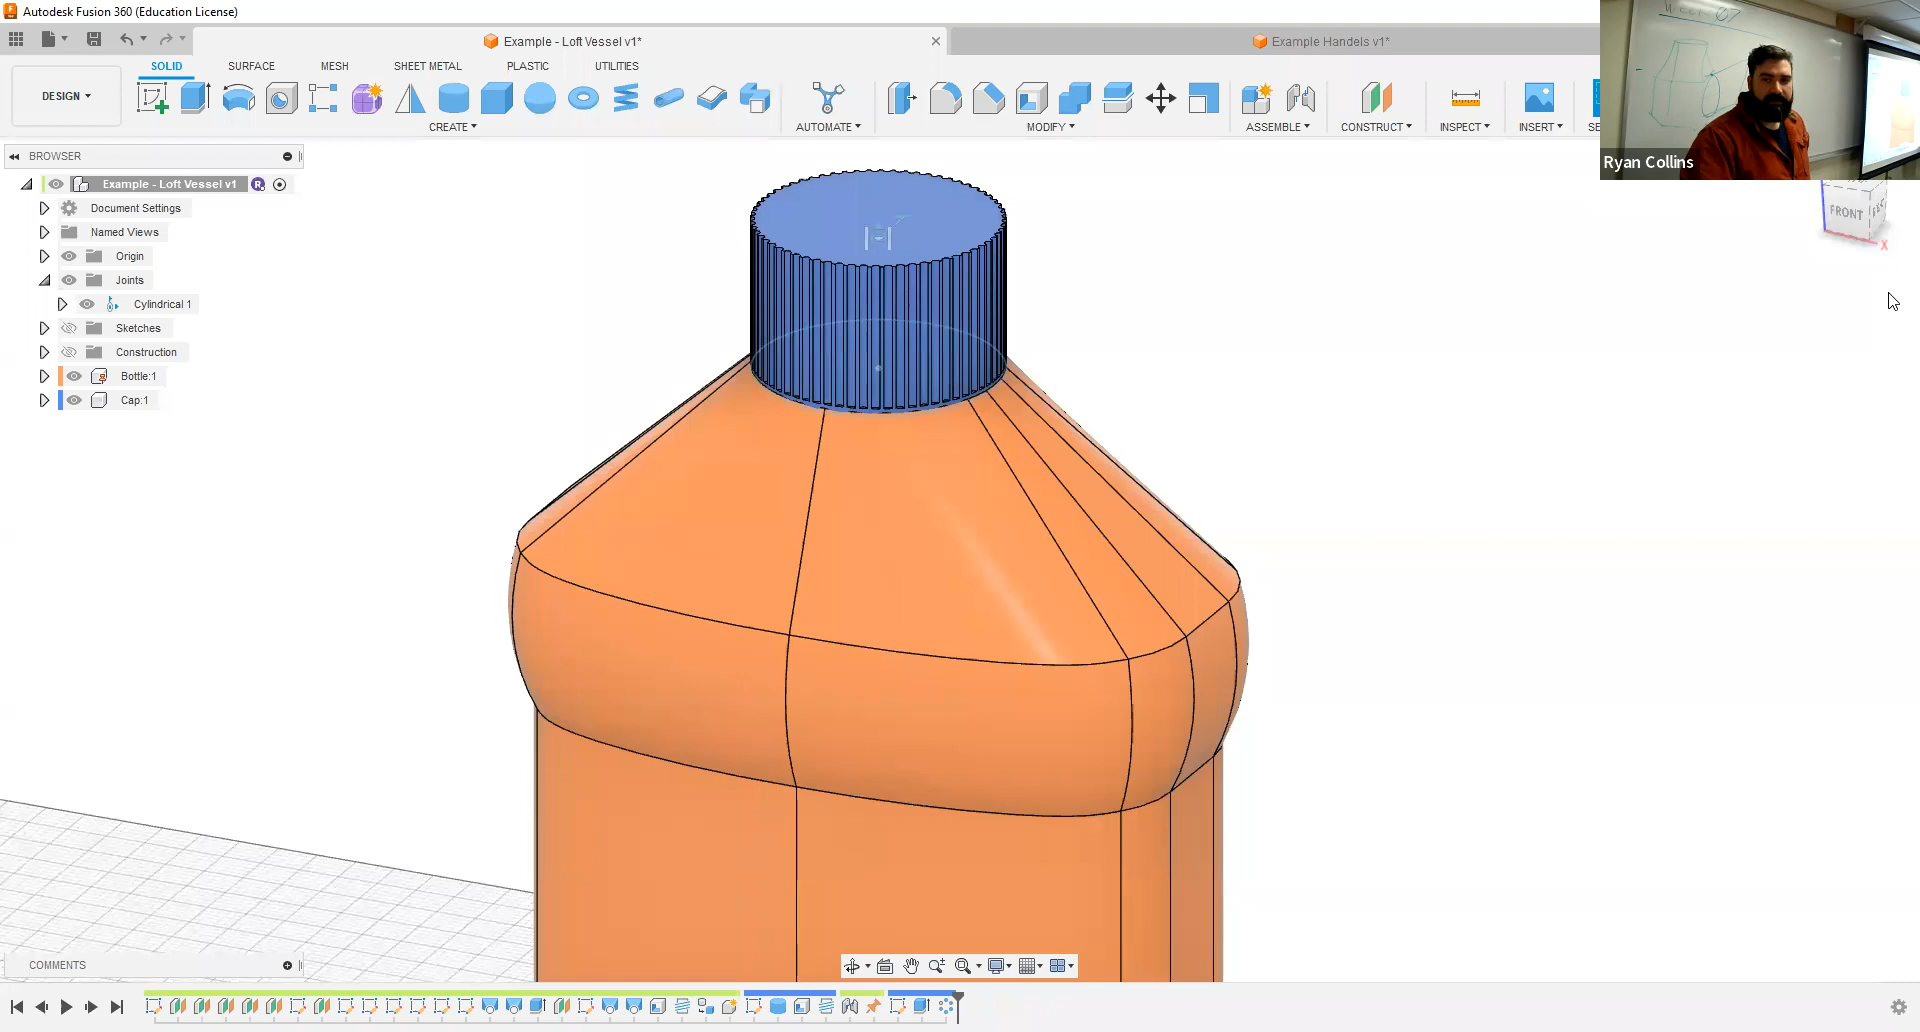 Autodesk Fusion 360 (Education License)
Example - Loft Vessel v1*
Example Handels v1*
SOLID SURFACE MESH SHEET METAL PLASTIC UTILITIES
DESIGN
CREATE AUTOMATE MODIFY ASSEMBLE CONSTRUCT INSPECT INSERT SE
Ryan Collins
FRONT
X
BROWSER
Example - Loft Vessel v1
Document Settings
Named Views
Origin
Joints
Cylindrical 1
Sketches
Construction
Bottle:1
Cap:1
COMMENTS